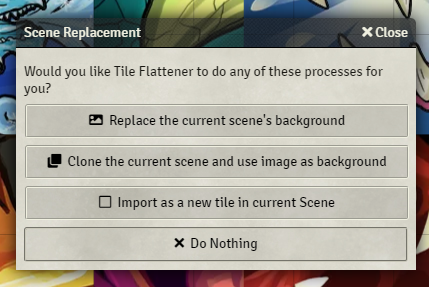 Scene Replacement
Close
Would you like Tile Flattener to do any of these processes for
you?
Replace the current scene's background
Clone the current scene and use image as background
Import as a new tile in current Scene
Do Nothing